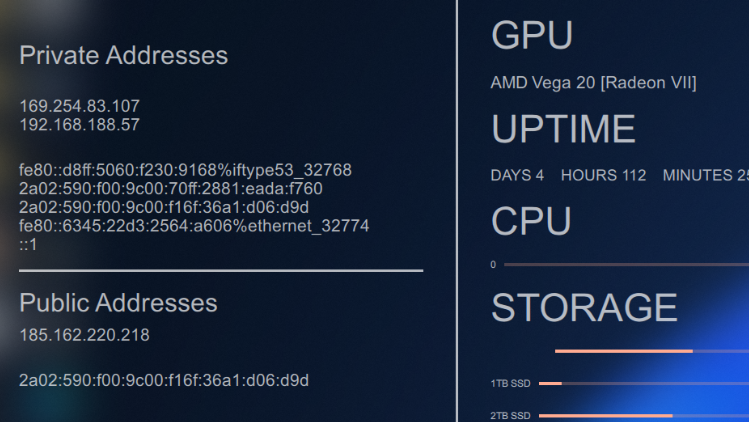 Private Addresses
169.254.83.107
192.168.188.57
fe80::d8ff:5060:f230:9168%iftype53_32768
2a02:590:f00:9c00:70ff:2881:eada:f760
2a02:590:f00:9c00:f16f:36a1:d06:d9d
fe80::6345:22d3:2564:a606%ethernet_32774
::1
Public Addresses
185.162.220.218
2a02:590:f00:9c00:f16f:36a1:d06:d9d
GPU
AMD Vega 20 [Radeon VII]
UPTIME
DAYS 4 HOURS 112 MINUTES 25
CPU
0
STORAGE
1TB SSD
2TB SSD